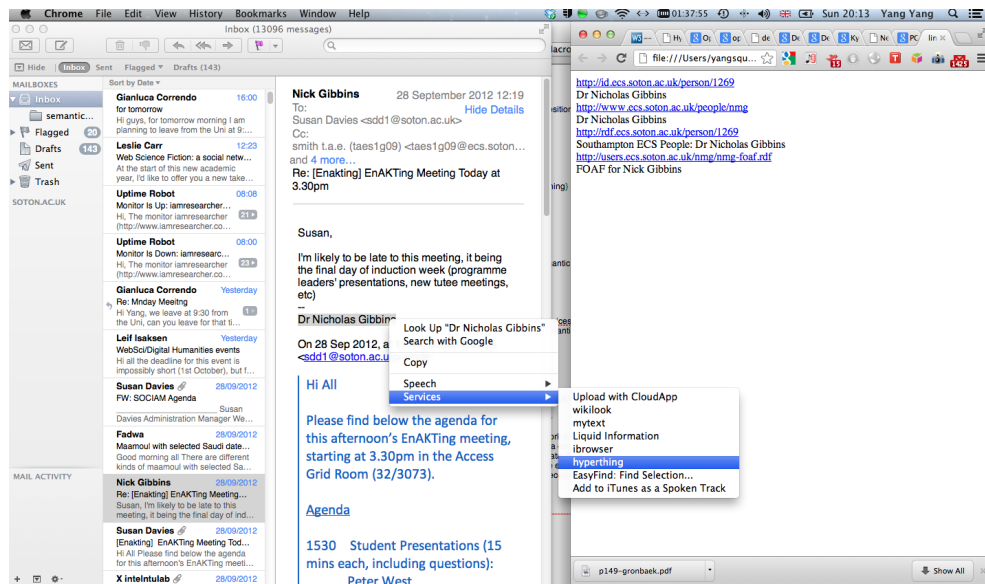 Chrome File Edit View History Bookmarks Window Help
01:37:55
Sun 20:13 Yang Yang
Inbox (13096 messages)
Hide Inbox Sent Flagged Drafts (143)
MAILBOXES
Inbox
semantic...
Flagged 20
Drafts 143
Sent
Trash
SOTON.AC.UK
MAIL ACTIVITY
Sort by Date
Gianluca Correndo 16:00
for tomorrow
Hi guys, for tomorrow morning I am
planning to leave from the Uni at 9:...
Leslie Carr 12:23
Web Science Fiction: a social netw...
At the start of this new academic
year, I'd like to offer you a new take...
Uptime Robot 08:08
Monitor Is Up: iamresearcher...
Hi, The monitor iamresearcher 21
(http://www.iamresearcher.co...
Uptime Robot 08:00
Monitor Is Down: iamresearc...
Hi, The monitor iamresearcher 23
(http://www.iamresearcher.co...
Gianluca Correndo Yesterday
Re: Mnday Meeitng
Hi Yang, we leave at 9:30 from 1
the Uni, can you leave for that ti...
Leif Isaksen Yesterday
WebSci/Digital Humanities events
Hi all the deadline for this event is
impossibly short (1st October), but f...
Susan Davies 28/09/2012
FW: SOCIAM Agenda
Susan
Davies Administration Manager We...
Fadwa 28/09/2012
Maamoul with selected Saudi date...
Good morning all There are different
kinds of maamoul with selected Sa...
Nick Gibbins 28/09/2012
Re: [Enakting] EnAKTing Meeting...
Susan, I'm likely to be late to this
meeting, it being the final day of ind...
Susan Davies 28/09/2012
[Enakting] EnAKTing Meeting Tod...
Hi All Please find below the agenda
for this afternoon's EnAKTing meeti...
X intelntulab 28/09/2012
Nick Gibbins 28 September 2012 12:19
To: Hide Details
Susan Davies <sdd1@soton.ac.uk>
Cc:
smith t.a.e. (taes1g09) <taes1g09@ecs.soton...
and 4 more...
Re: [Enakting] EnAKTing Meeting Today at
3.30pm
Susan,
I'm likely to be late to this meeting, it being
the final day of induction week (programme
leaders' presentations, new tutee meetings,
etc)
--
Dr Nicholas Gibbins
On 28 Sep 2012, a
<sdd1@soton.ac.u
Hi All
Please find below the agenda for
this afternoon's EnAKTing meeting,
starting at 3.30pm in the Access
Grid Room (32/3073).
Agenda
1530 Student Presentations (15
mins each, including questions):
Peter West
Look Up "Dr Nicholas Gibbins"
Search with Google
Copy
Speech
Services
Upload with CloudApp
wikilook
mytext
Liquid Information
ibrowser
hyperthing
EasyFind: Find Selection...
Add to iTunes as a Spoken Track
file:///Users/yangsqu...
http://id.ecs.soton.ac.uk/person/1269
Dr Nicholas Gibbins
http://www.ecs.soton.ac.uk/people/nmg
Dr Nicholas Gibbins
http://rdf.ecs.soton.ac.uk/person/1269
Southampton ECS People: Dr Nicholas Gibbins
http://users.ecs.soton.ac.uk/nmg/nmg-foaf.rdf
FOAF for Nick Gibbins
p149-gronbaek.pdf
Show All